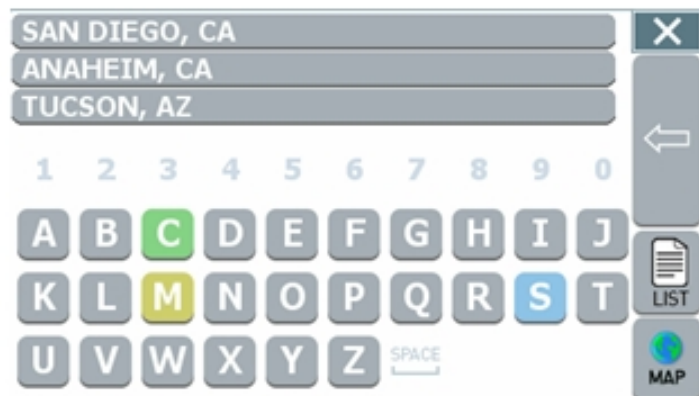 SAN DIEGO, CA
ANAHEIM, CA
TUCSON, AZ
1 2 3 4 5 6 7 8 9 0
A B C D E F G H I J
K L M N O P Q R S T
LIST
U V W X Y Z SPACE
MAP